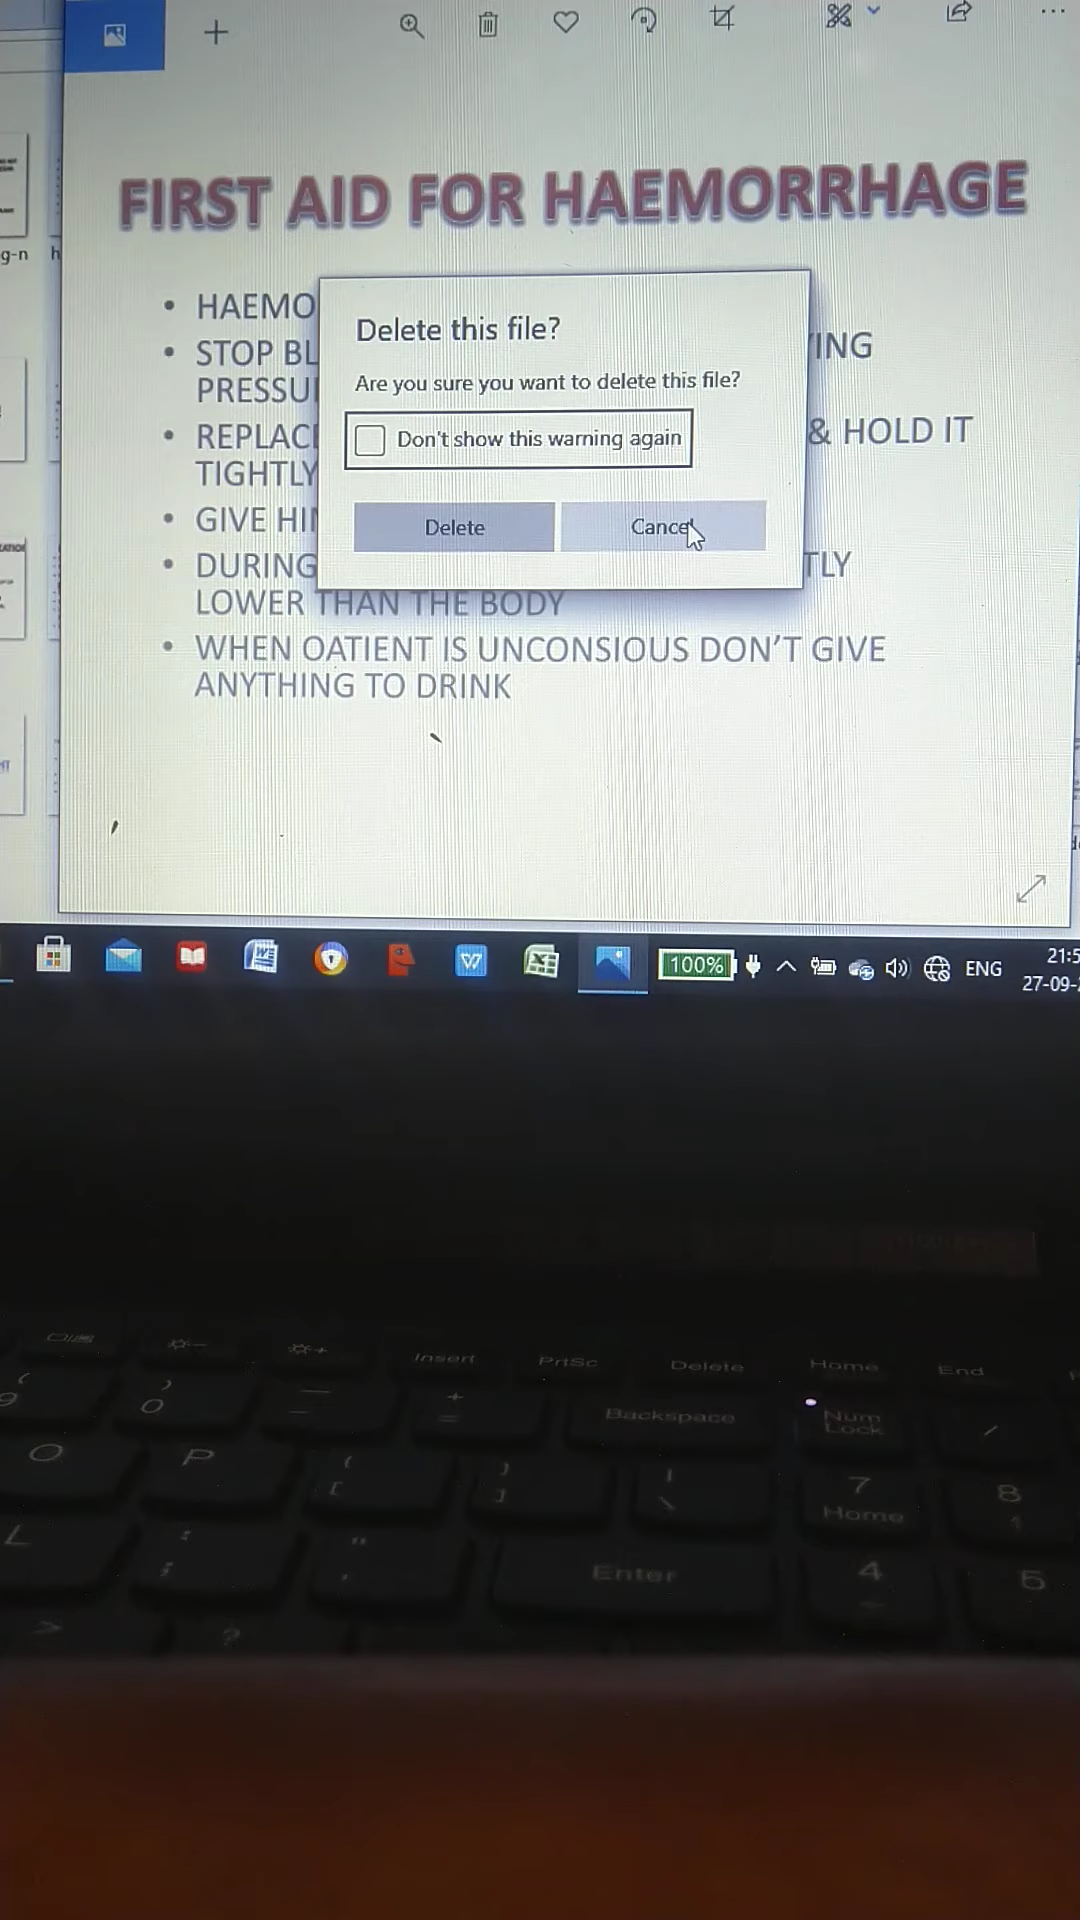 FIRST AID FOR HAEMORRHAGE
g-n
h
HAEMO
STOP BL
ING
PRESSU
REPLAC
& HOLD IT
TIGHTLY
GIVE HI
DURING
TLY
LOWER THAN THE BODY
WHEN OATIENT IS UNCONSIOUS DON'T GIVE
ANYTHING TO DRINK
Delete this file?
Are you sure you want to delete this file?
Don't show this warning again
Delete
Cancel
100%
ENG
21:5
27-09-
Insert
PrtSc
Delete
Home
End
9
) 0
+ =
Backspace
Num Lock
/
O
P
{ [
} ]
| \
7 Home
8
L
: ;
" '
Enter
4
5
>
?